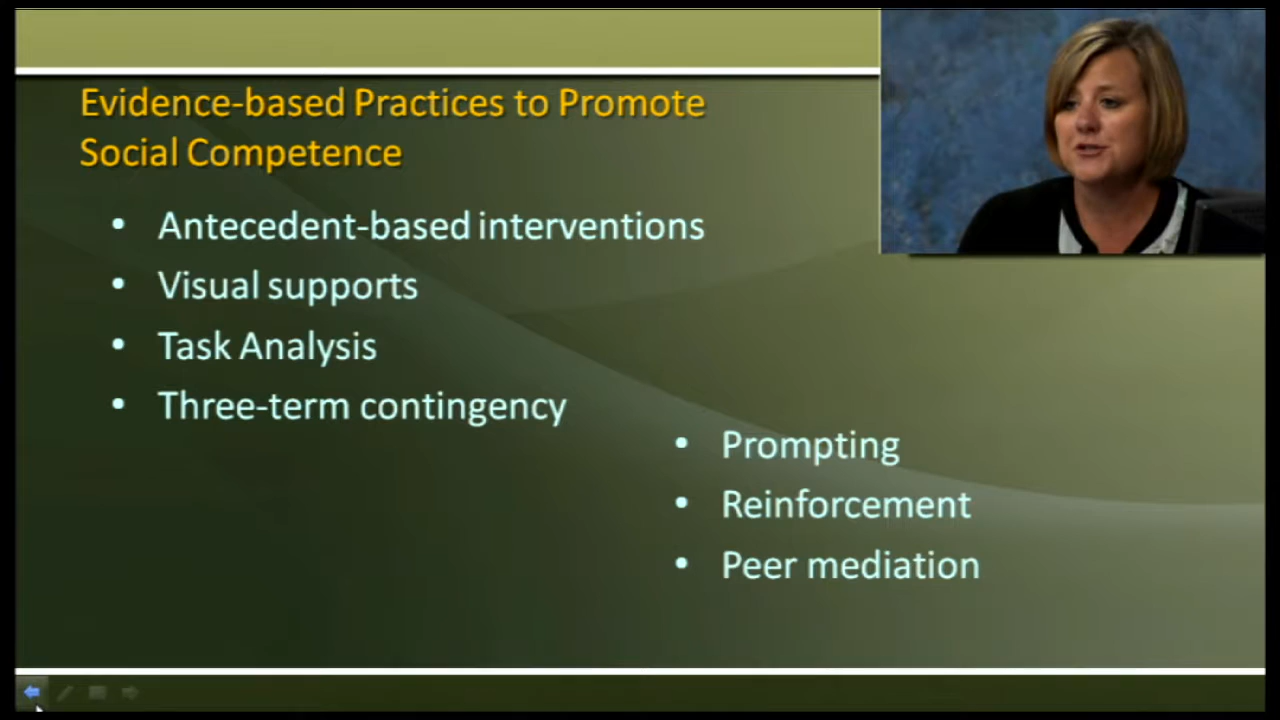 Evidence-based Practices to Promote
Social Competence
• Antecedent-based interventions
• Visual supports
• Task Analysis
• Three-term contingency
• Prompting
• Reinforcement
• Peer mediation